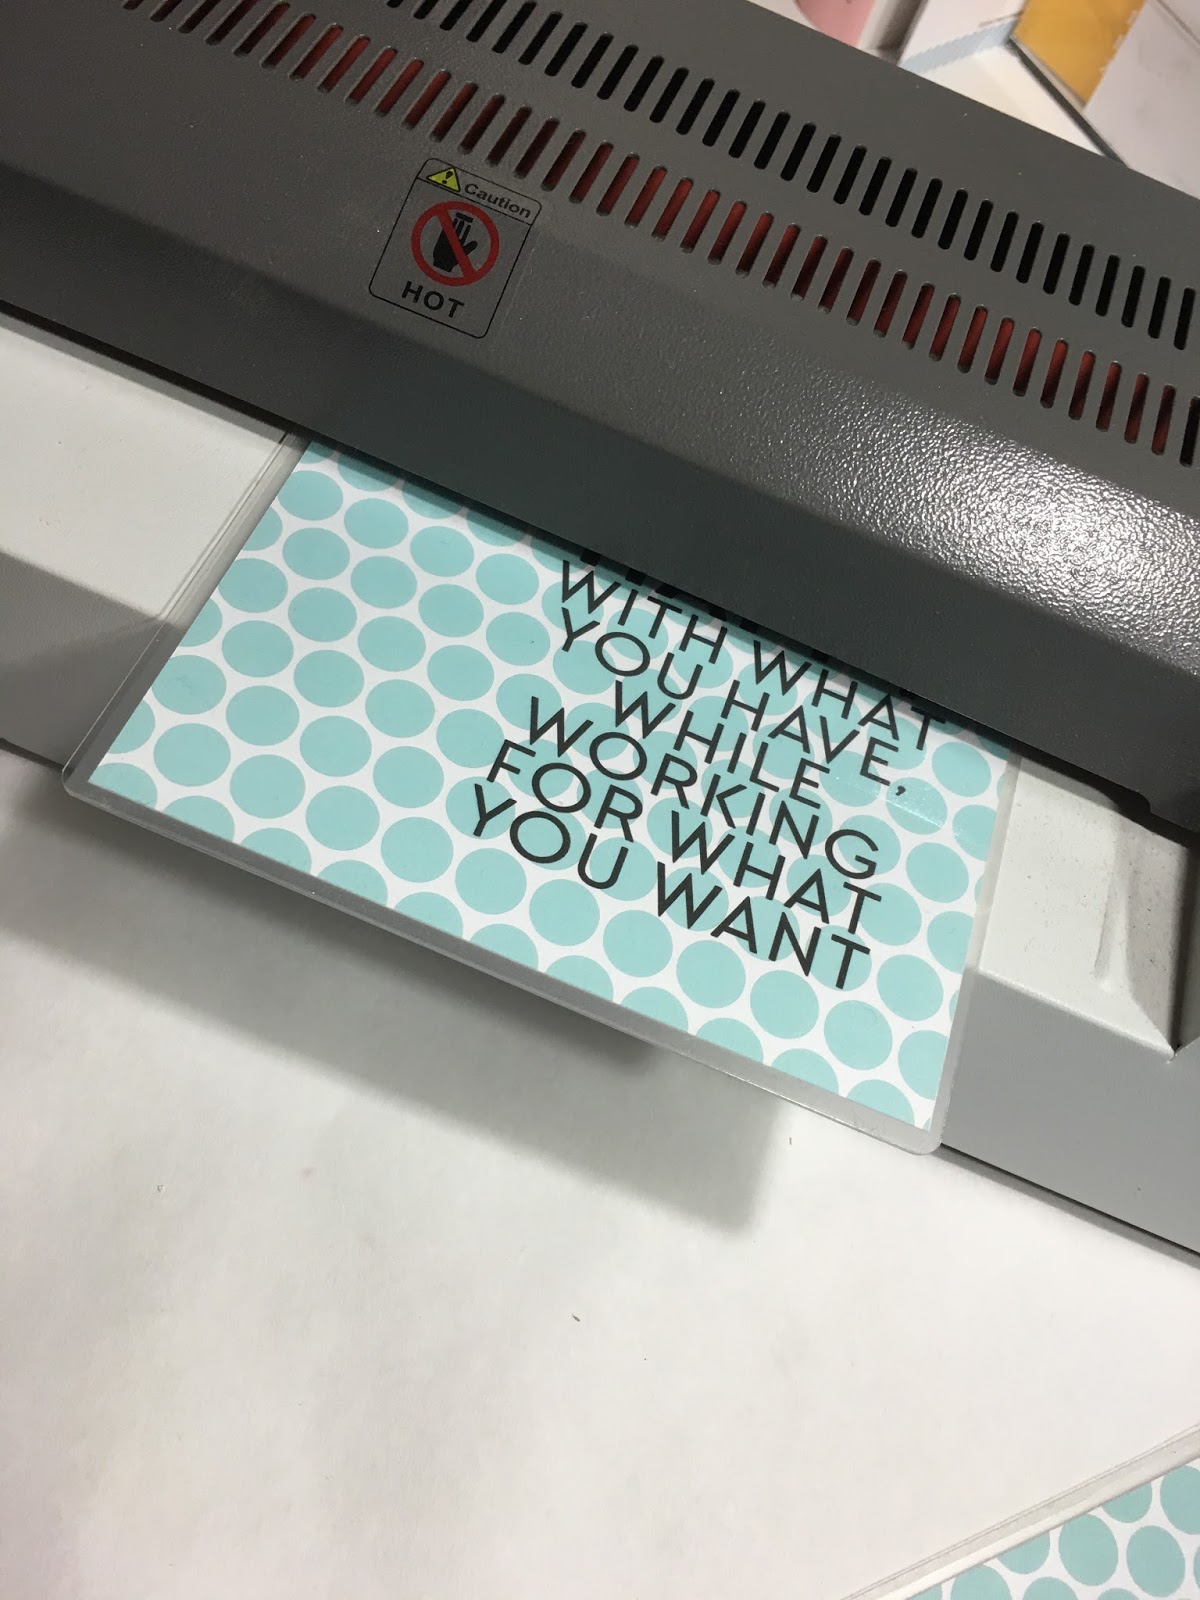 Caution
HOT
WITH WHAT
YOU HAVE,
WHILE
WORKING
FOR WHAT
YOU WANT